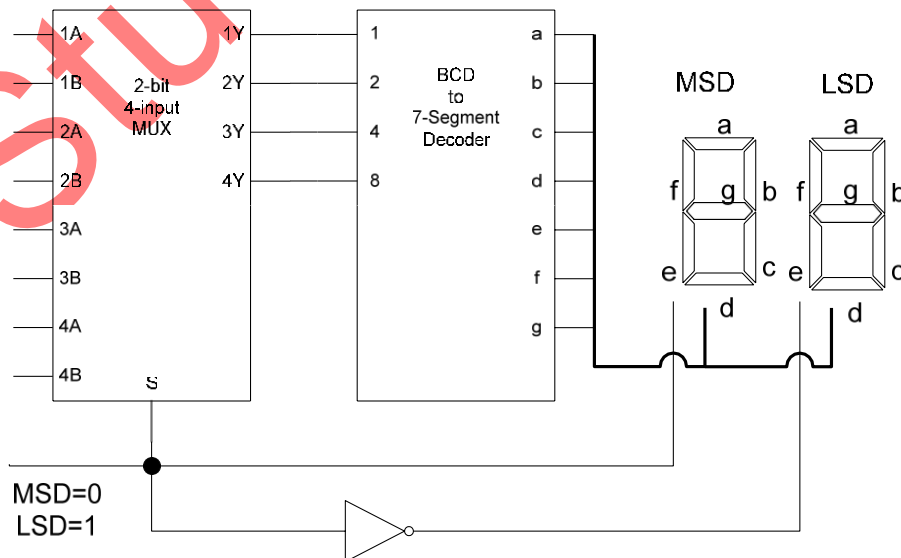 Stu
1A
1B
2A
2B
3A
3B
4A
4B
1Y
2Y
3Y
4Y
2-bit
4-input
MUX
S
1
2
4
8
BCD
to
7-Segment
Decoder
a
b
c
d
e
f
g
MSD
a
f g b
e c
d
LSD
a
f g b
e c
d
MSD=0
LSD=1